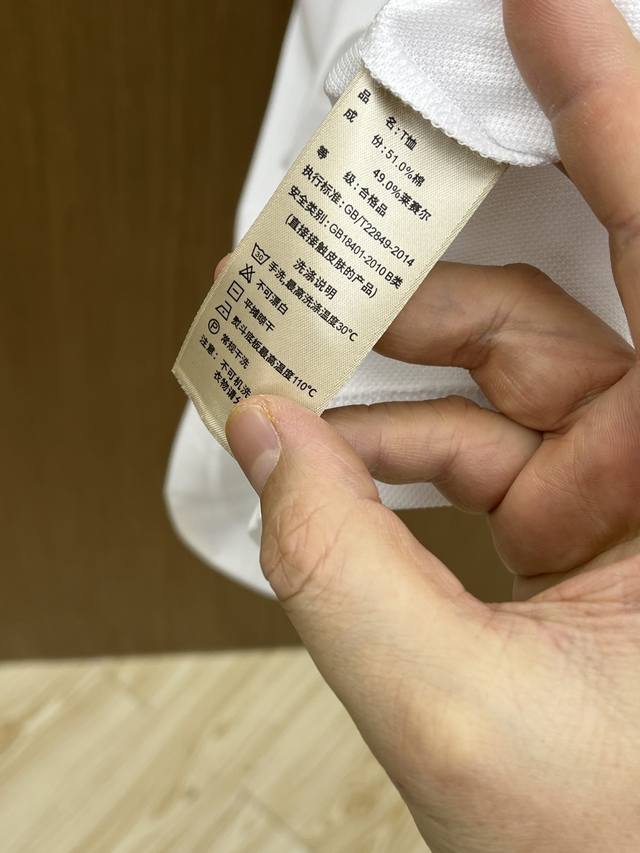 品 名:T恤
成 份:51.0%棉
49.0%莱赛尔
等 级:合格品
执行标准:GB/T22849-2014
安全类别:GB18401-2010 B类
(直接接触皮肤的产品)
洗涤说明
30 手洗,最高洗涤温度30°C
不可漂白
平摊晾干
熨斗底板最高温度110°C
P 常规干洗
注意: 不可机洗
衣物请